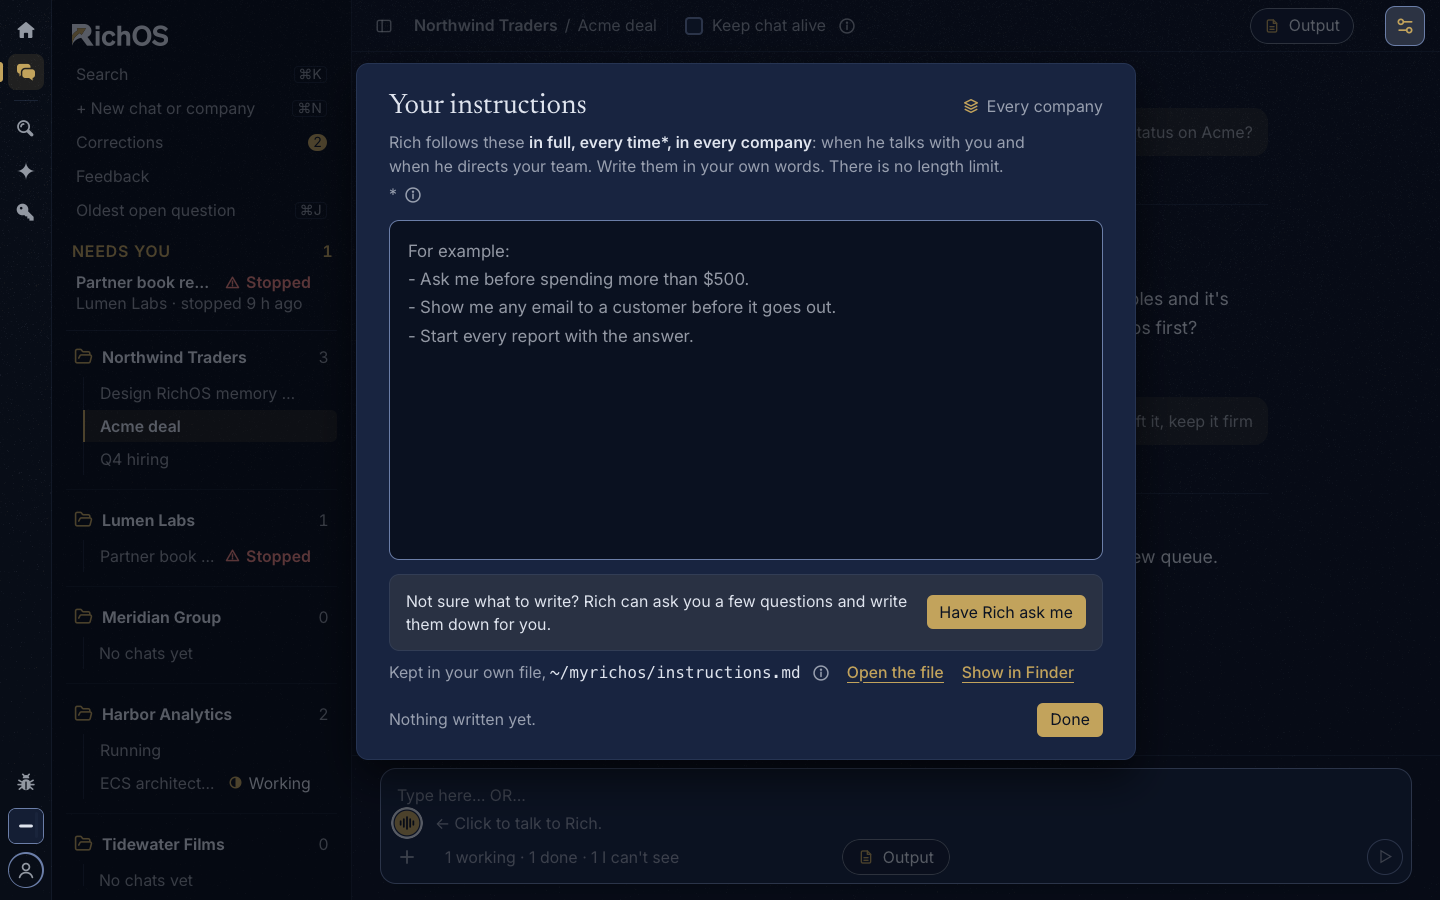 RichOS
Search ⌘K
+ New chat or company ⌘N
Corrections 2
Feedback
Oldest open question ⌘J
NEEDS YOU 1
Partner book re... Stopped
Lumen Labs · stopped 9 h ago
Northwind Traders 3
Design RichOS memory ...
Acme deal
Q4 hiring
Lumen Labs 1
Partner book ... Stopped
Meridian Group 0
No chats yet
Harbor Analytics 2
Running
ECS architect... Working
Tidewater Films 0
No chats yet
Northwind Traders / Acme deal Keep chat alive Output
Your instructions
Every company
Rich follows these in full, every time*, in every company: when he talks with you and
when he directs your team. Write them in your own words. There is no length limit.
*
For example:
- Ask me before spending more than $500.
- Show me any email to a customer before it goes out.
- Start every report with the answer.
Not sure what to write? Rich can ask you a few questions and write
them down for you.
Have Rich ask me
Kept in your own file, ~/myrichos/instructions.md Open the file Show in Finder
Nothing written yet.
Done
on Acme?
and it's
first?
it, keep it firm
queue.
Type here... OR...
← Click to talk to Rich.
1 working · 1 done · 1 I can't see
Output